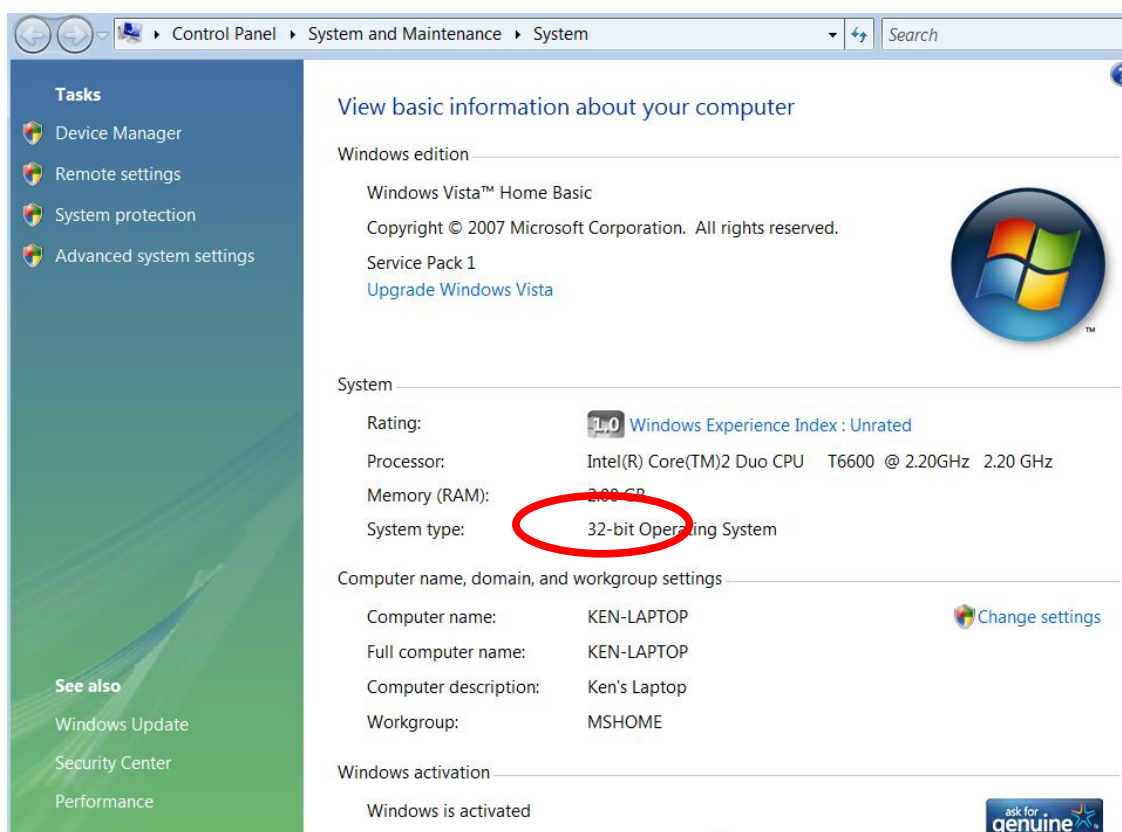 Control Panel System and Maintenance System Search
Tasks
Device Manager
Remote settings
System protection
Advanced system settings
See also
Windows Update
Security Center
Performance
View basic information about your computer
Windows edition
Windows Vista™ Home Basic
Copyright © 2007 Microsoft Corporation. All rights reserved.
Service Pack 1
Upgrade Windows Vista
TM
System
Rating: 1.0 Windows Experience Index : Unrated
Processor: Intel(R) Core(TM)2 Duo CPU T6600 @ 2.20GHz 2.20 GHz
Memory (RAM): 2.00 GB
System type: 32-bit Operating System
Computer name, domain, and workgroup settings
Computer name: KEN-LAPTOP Change settings
Full computer name: KEN-LAPTOP
Computer description: Ken's Laptop
Workgroup: MSHOME
Windows activation
Windows is activated
ask for
genuine